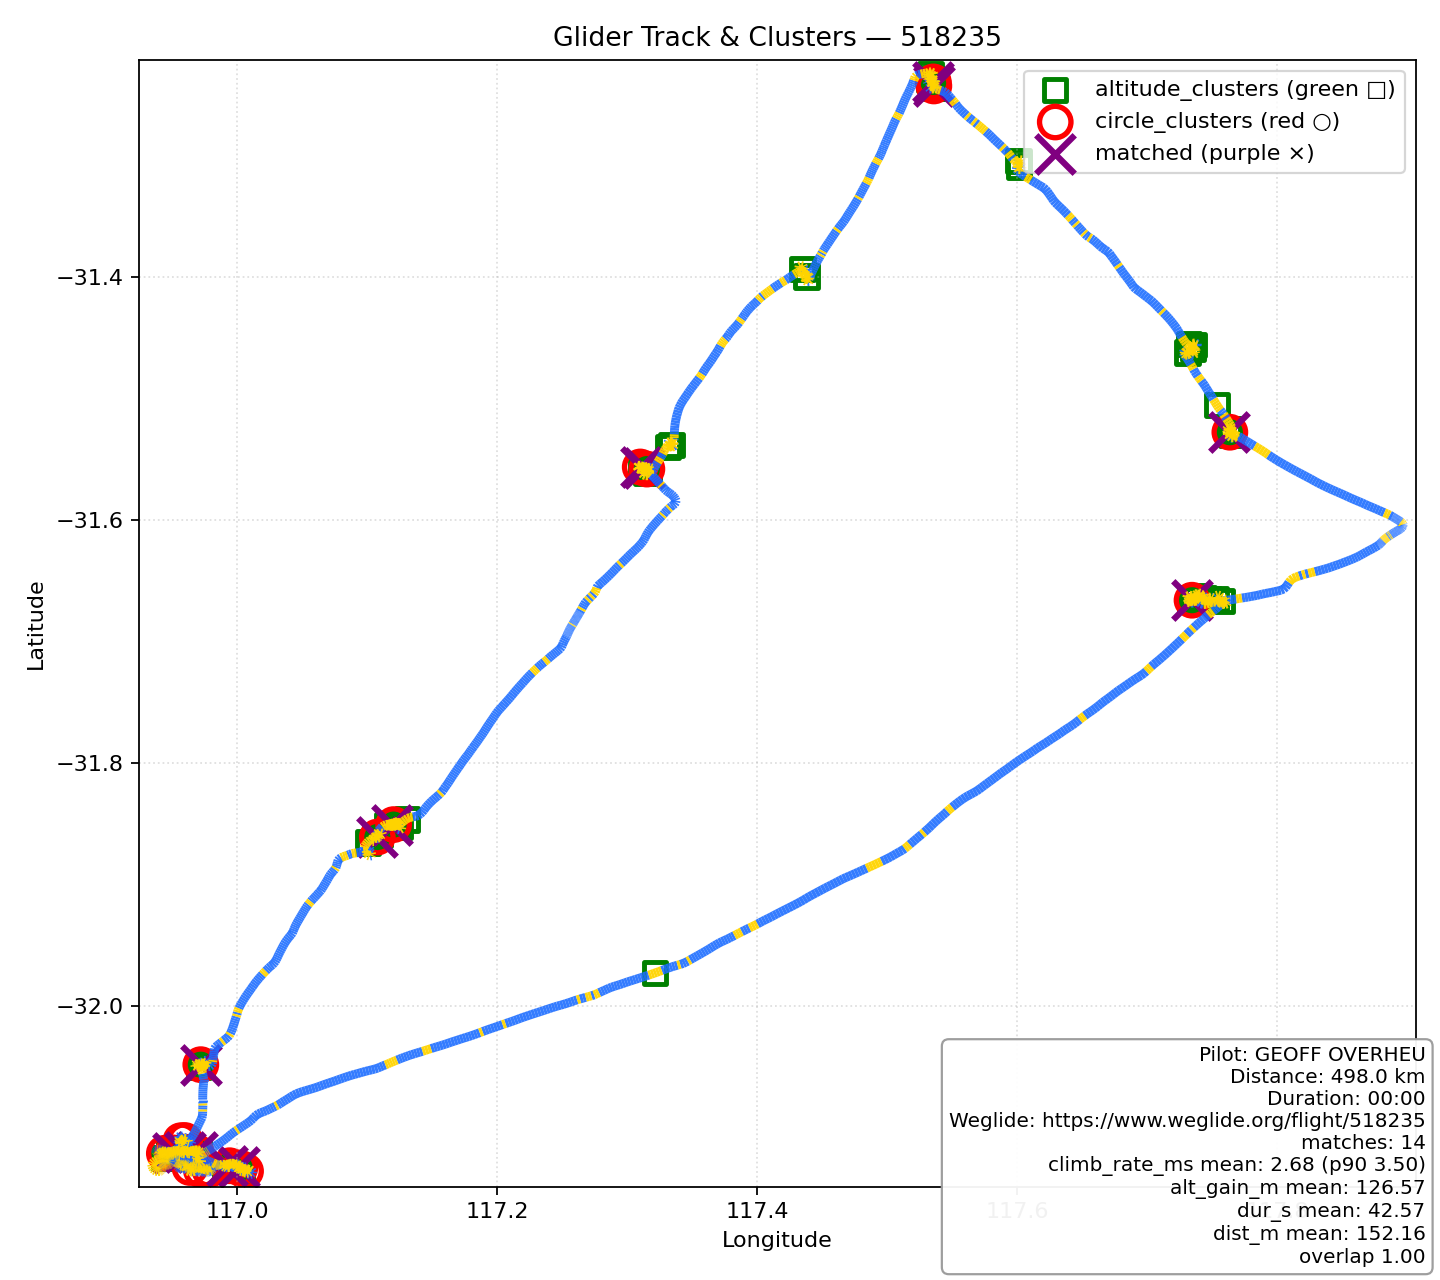 Glider Track & Clusters — 518235
altitude_clusters (green □)
circle_clusters (red ○)
matched (purple ×)
−31.4
−31.6
−31.8
−32.0
Latitude
117.0
117.2
117.4
117.6
Longitude
Pilot: GEOFF OVERHEU
Distance: 498.0 km
Duration: 00:00
Weglide: https://www.weglide.org/flight/518235
matches: 14
climb_rate_ms mean: 2.68 (p90 3.50)
alt_gain_m mean: 126.57
dur_s mean: 42.57
dist_m mean: 152.16
overlap 1.00